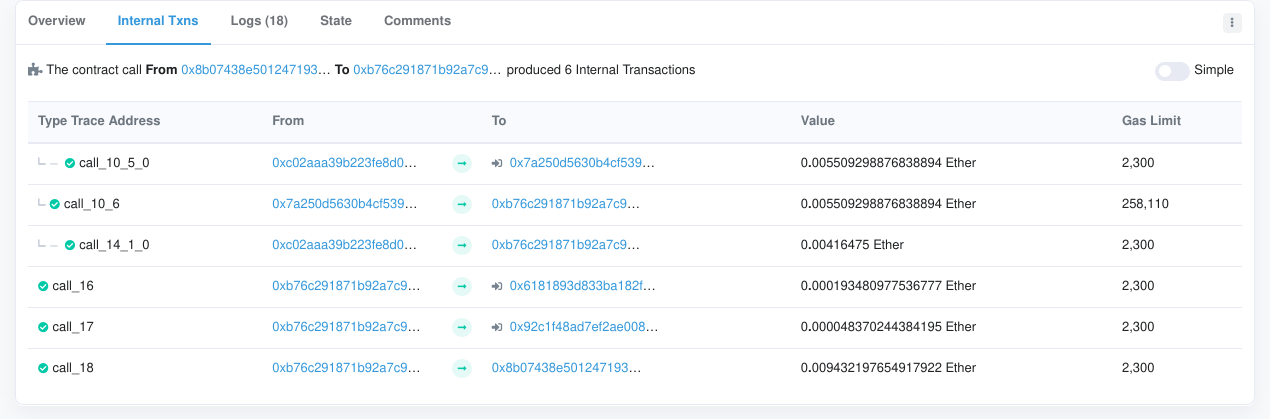 Overview Internal Txns Logs (18) State Comments
The contract call From 0x8b07438e501247193... To 0xb76c291871b92a7c9... produced 6 Internal Transactions
Simple
Type Trace Address From To Value Gas Limit
call_10_5_0 0xc02aaa39b223fe8d0... 0x7a250d5630b4cf539... 0.005509298876838894 Ether 2,300
call_10_6 0x7a250d5630b4cf539... 0xb76c291871b92a7c9... 0.005509298876838894 Ether 258,110
call_14_1_0 0xc02aaa39b223fe8d0... 0xb76c291871b92a7c9... 0.00416475 Ether 2,300
call_16 0xb76c291871b92a7c9... 0x6181893d833ba182f... 0.000193480977536777 Ether 2,300
call_17 0xb76c291871b92a7c9... 0x92c1f48ad7ef2ae008... 0.000048370244384195 Ether 2,300
call_18 0xb76c291871b92a7c9... 0x8b07438e501247193... 0.009432197654917922 Ether 2,300